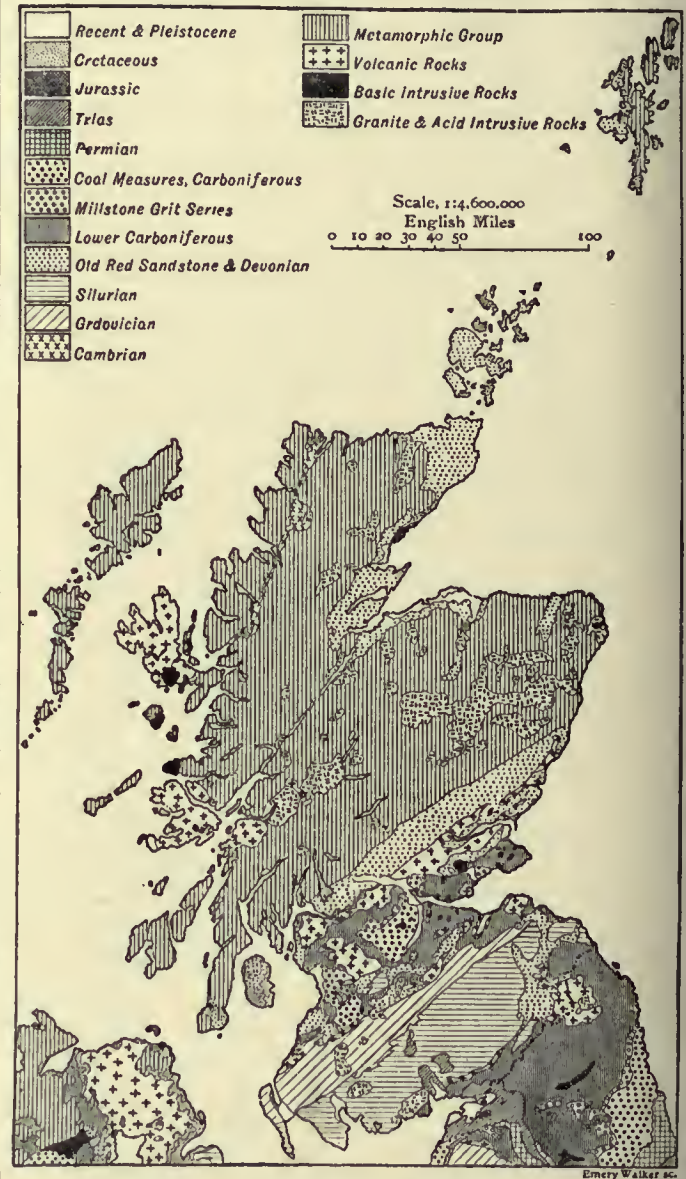 Recent & Pleistocene
Cretaceous
Jurassic
Trias
Permian
Coal Measures, Carboniferous
Millstone Grit Series
Lower Carboniferous
Old Red Sandstone & Devonian
Silurian
Grdovician
Cambrian
Metamorphic Group
Volcanic Rocks
Basic Intrusive Rocks
Granite & Acid Intrusive Rocks
Scale, 1:4.600.000
English Miles
0 10 20 30 40 50 100
Emery Walker sc.